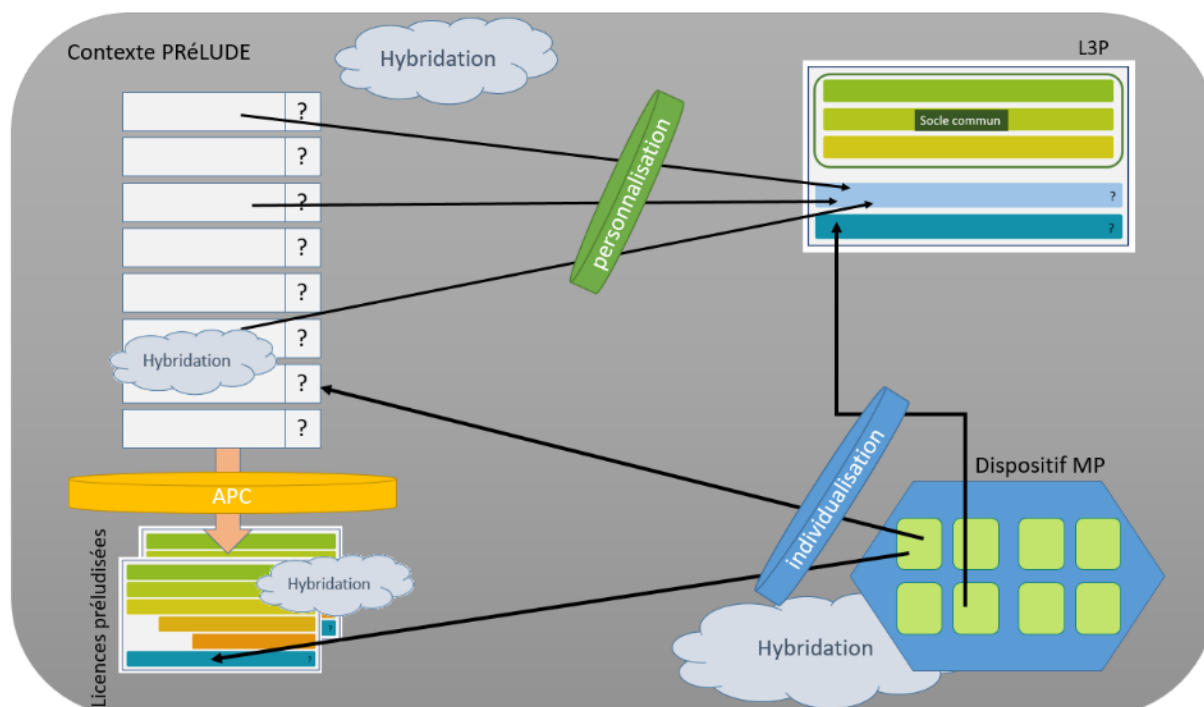 Contexte PRéLUDE
Hybridation
L3P
Socle commun
?
?
?
?
?
?
?
?
?
?
personnalisation
Hybridation
individualisation
Dispositif MP
APC
Licences préludisées
Hybridation
?
?
Hybridation